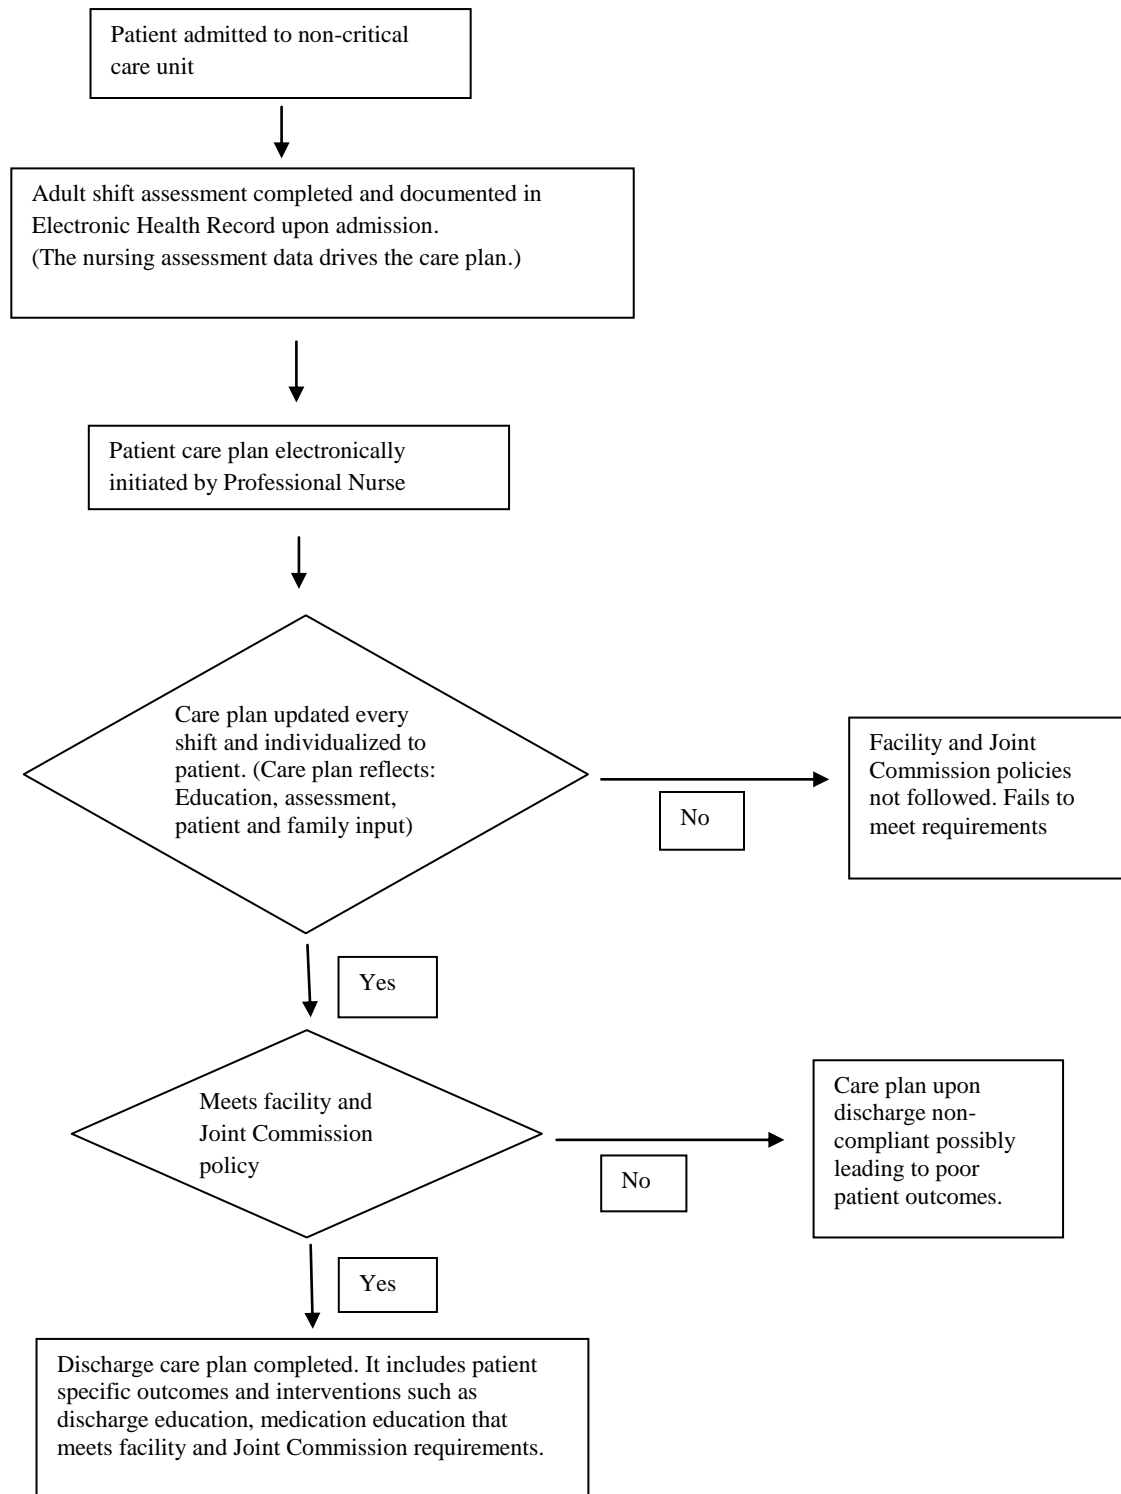 Patient admitted to non-critical
care unit
Adult shift assessment completed and documented in
Electronic Health Record upon admission.
(The nursing assessment data drives the care plan.)
Patient care plan electronically
initiated by Professional Nurse
Care plan updated every
shift and individualized to
patient. (Care plan reflects:
Education, assessment,
patient and family input)
No
Facility and Joint
Commission policies
not followed. Fails to
meet requirements
Yes
Meets facility and
Joint Commission
policy
No
Care plan upon
discharge non-
compliant possibly
leading to poor
patient outcomes.
Yes
Discharge care plan completed. It includes patient
specific outcomes and interventions such as
discharge education, medication education that
meets facility and Joint Commission requirements.